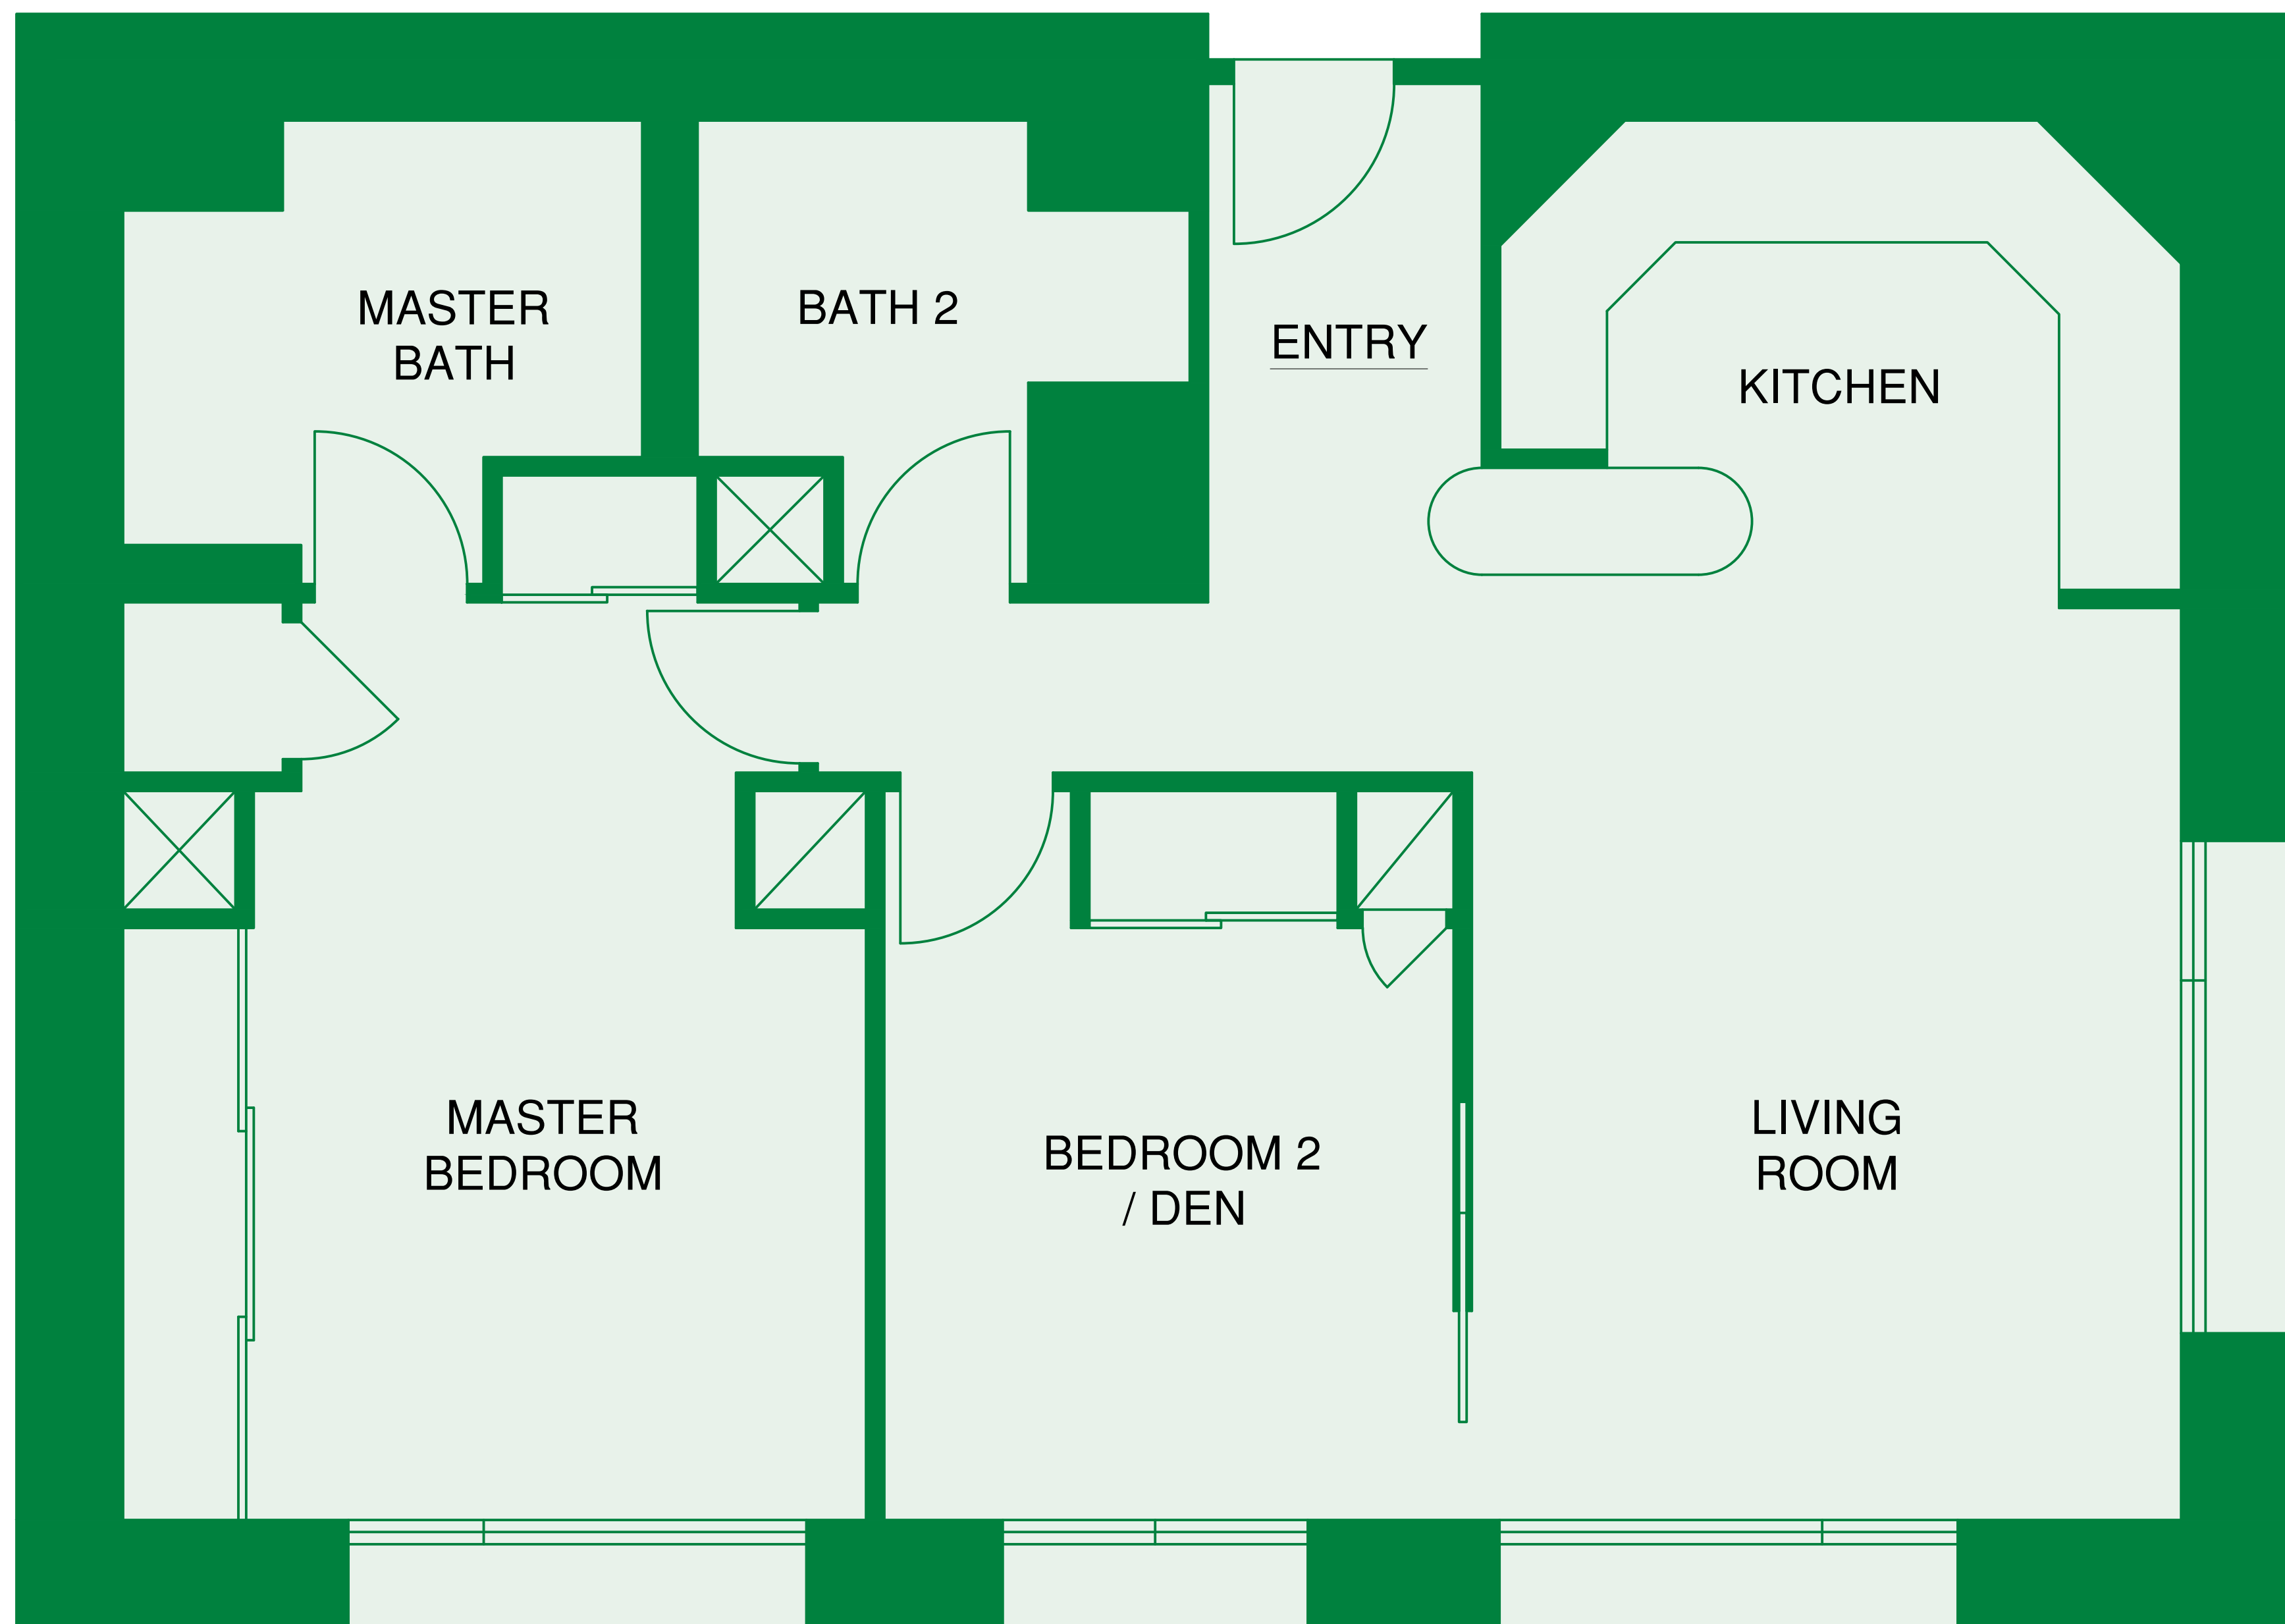 MASTER
BATH
BATH 2
ENTRY
KITCHEN
MASTER
BEDROOM
BEDROOM 2
/ DEN
LIVING
ROOM